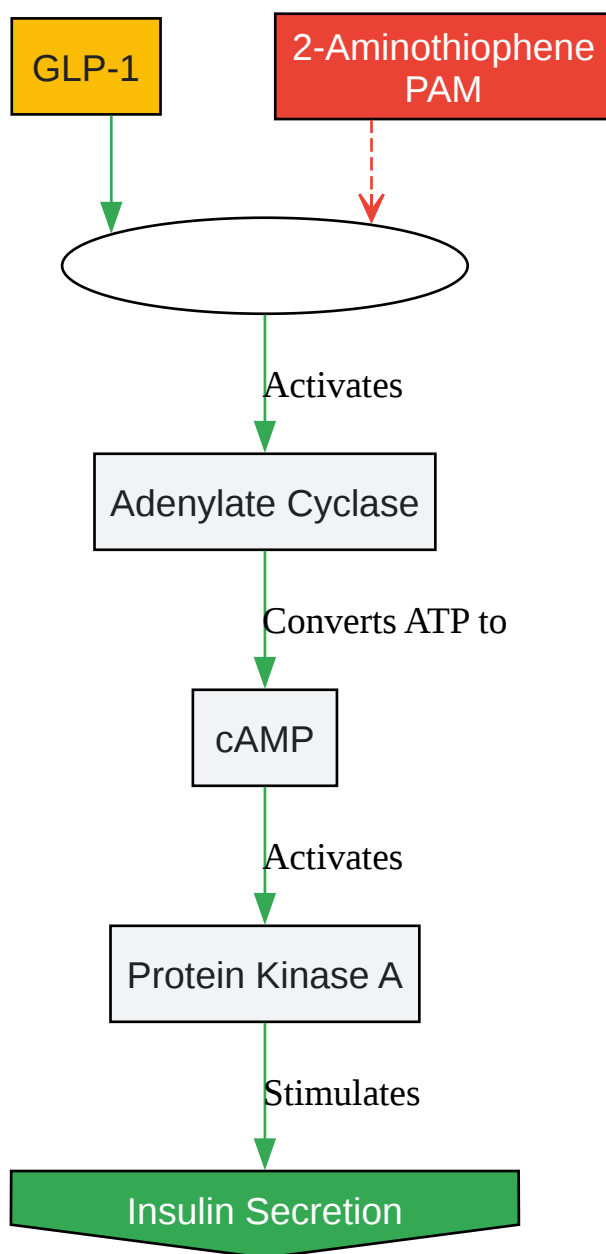 GLP-1
2-Aminothiophene
PAM
Activates
Adenylate Cyclase
Converts ATP to
cAMP
Activates
Protein Kinase A
Stimulates
Insulin Secretion